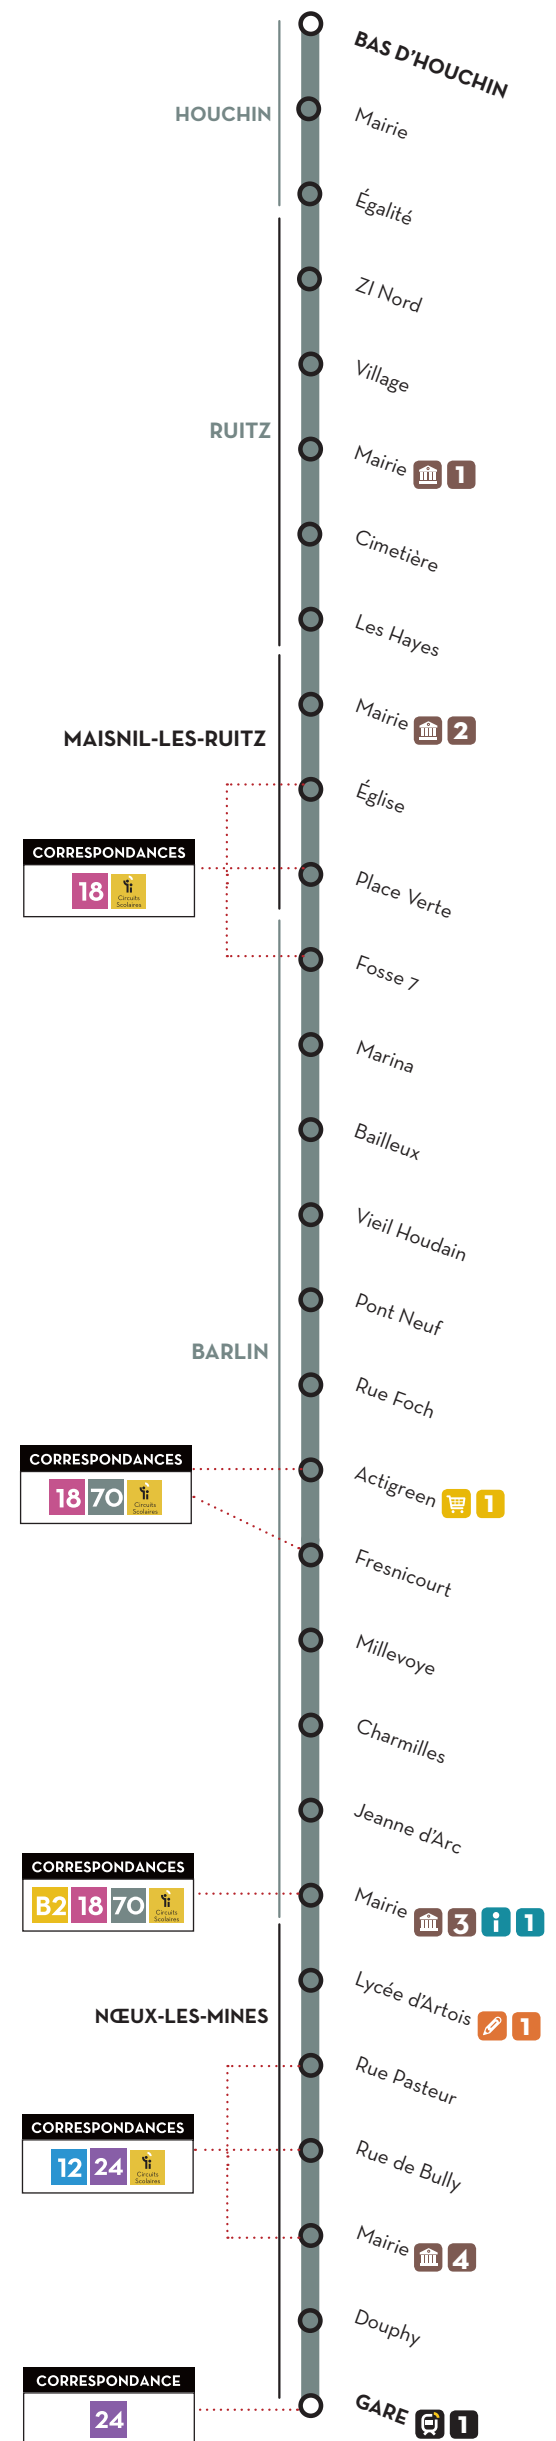 BAS D'HOUCHIN
HOUCHIN
Mairie
Égalité
ZI Nord
Village
RUITZ
Mairie 1
Cimetière
Les Hayes
Mairie 2
MAISNIL-LES-RUITZ
Église
CORRESPONDANCES
18 Circuits Scolaires
Place Verte
Fosse 7
Marina
Bailleux
Vieil Houdain
Pont Neuf
BARLIN
Rue Foch
CORRESPONDANCES
18 70 Circuits Scolaires
Actigreen 1
Fresnicourt
Millevoye
Charmilles
Jeanne d'Arc
CORRESPONDANCES
B2 18 70 Circuits Scolaires
Mairie 3 i 1
Lycée d'Artois 1
NŒUX-LES-MINES
Rue Pasteur
CORRESPONDANCES
12 24 Circuits Scolaires
Rue de Bully
Mairie 4
Douphy
CORRESPONDANCE
24
GARE 1